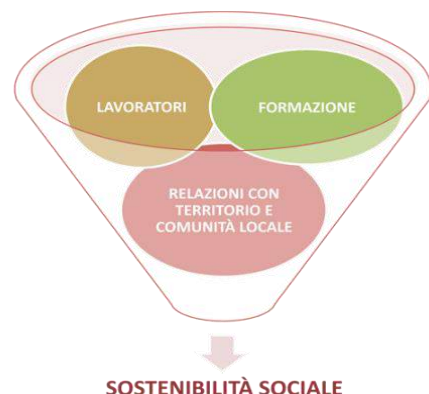 LAVORATORI
FORMAZIONE
RELAZIONI CON
TERRITORIO E
COMUNITÀ LOCALE
SOSTENIBILITÀ SOCIALE